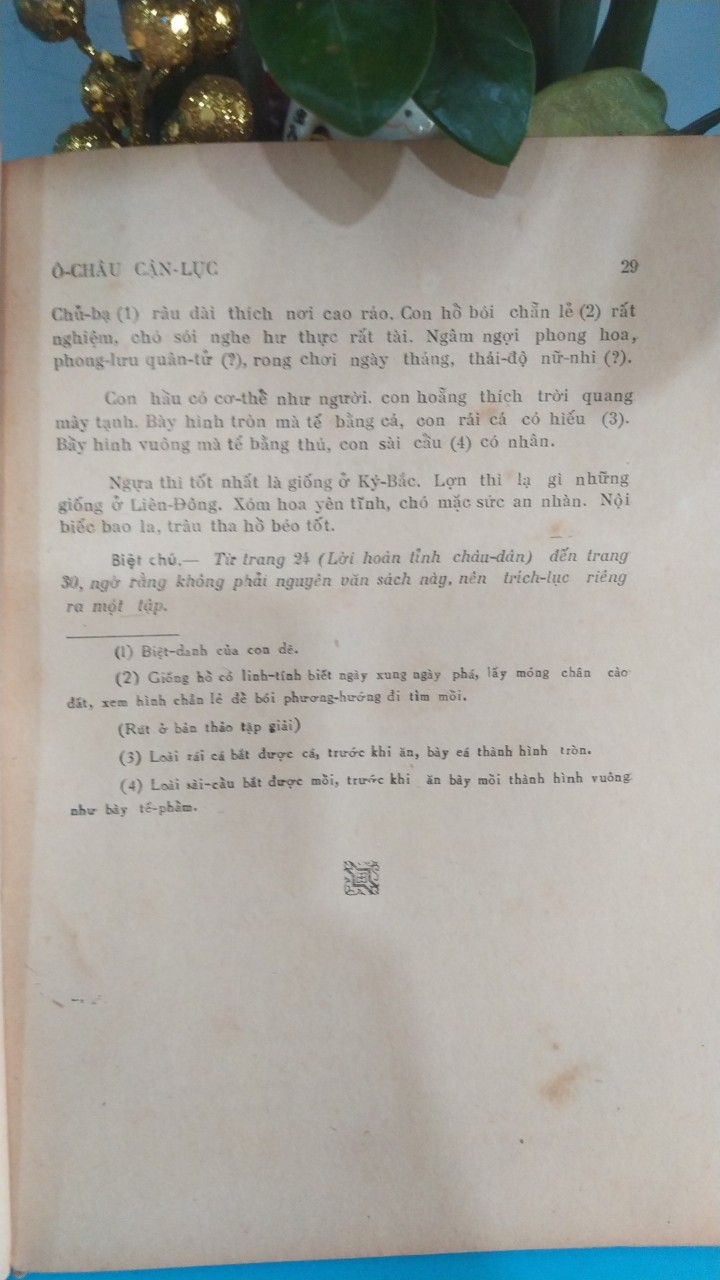 Ô-CHÂU CẬN-LỤC 29
Chủ-bạ (1) râu dài thích nơi cao ráo. Con hồ bói chẵn lẻ (2) rất
nghiệm, chó sói nghe hư thực rất tài. Ngâm ngợi phong hoa,
phong-lưu quân-tử (?), rong chơi ngày tháng, thái-độ nữ-nhi (?).
Con hầu có cơ-thể như người. con hoẵng thích trời quang
mây tạnh. Bày hình tròn mà tế bằng cá, con rái cá có hiếu (3).
Bầy hình vuông mà tế bằng thú, con sài cầu (4) có nhân.
Ngựa thì tốt nhất là giống ở Ký-Bắc. Lợn thì lạ gì những
giống ở Liên-Đông. Xóm hoa yên tĩnh, chó mặc sức an nhàn. Nội
biếc bao la, trâu tha hồ béo tốt.
Biệt chú.— Từ trang 24 (Lời hoán tỉnh châu-dân) đến trang
30, ngờ rằng không phải nguyên văn sách này, nên trích-lục riêng
ra một tập.
(1) Biệt-danh của con dê.
(2) Giống hồ có linh-tính biết ngày xung ngày phá, lấy móng chân cào
đất, xem hình chẵn lẻ để bói phương-hướng đi tìm mồi.
(Rút ở bản thảo tập giải)
(3) Loài rái cá bắt được cá, trước khi ăn, bày cá thành hình tròn.
(4) Loài sài-cầu bắt được mồi, trước khi ăn bày mồi thành hình vuông
như bày tế-phẩm.